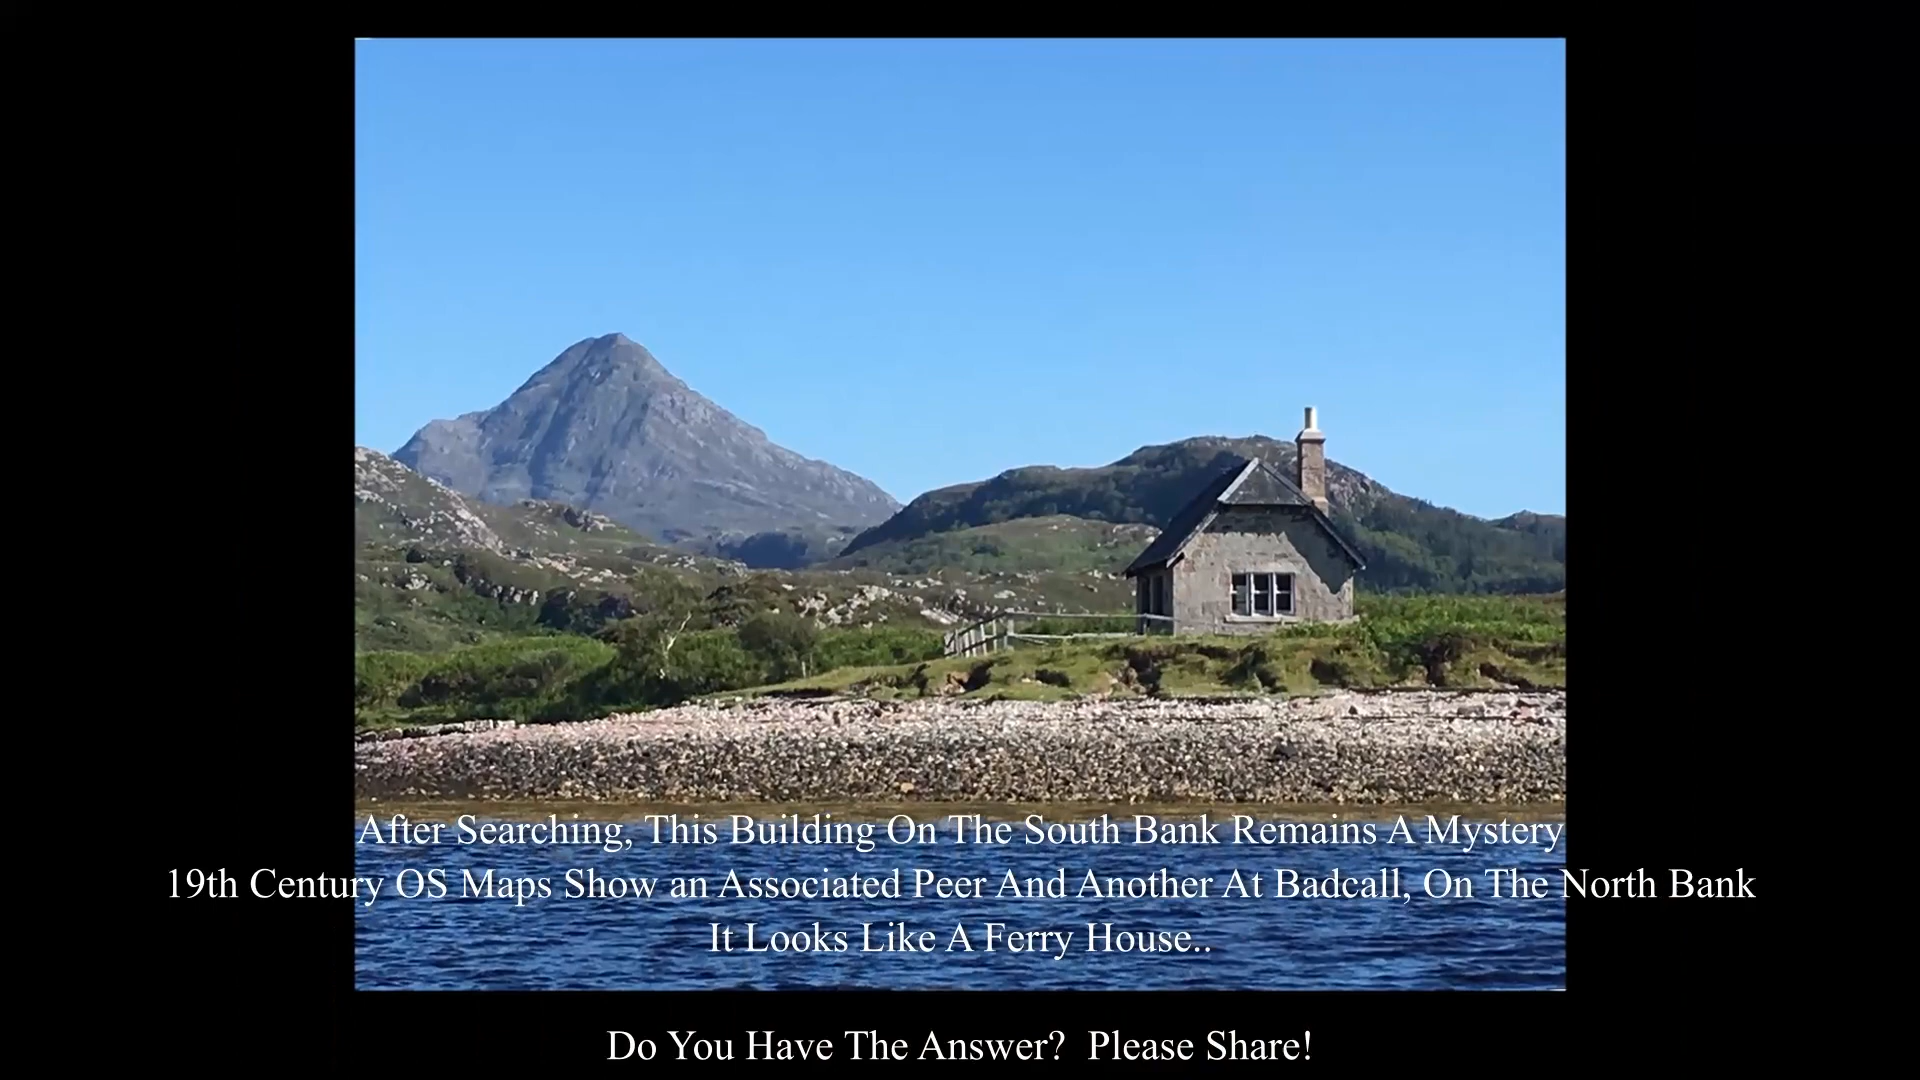 After Searching, This Building On The South Bank Remains A Mystery
19th Century OS Maps Show an Associated Peer And Another At Badcall, On The North Bank
It Looks Like A Ferry House..
Do You Have The Answer?  Please Share!